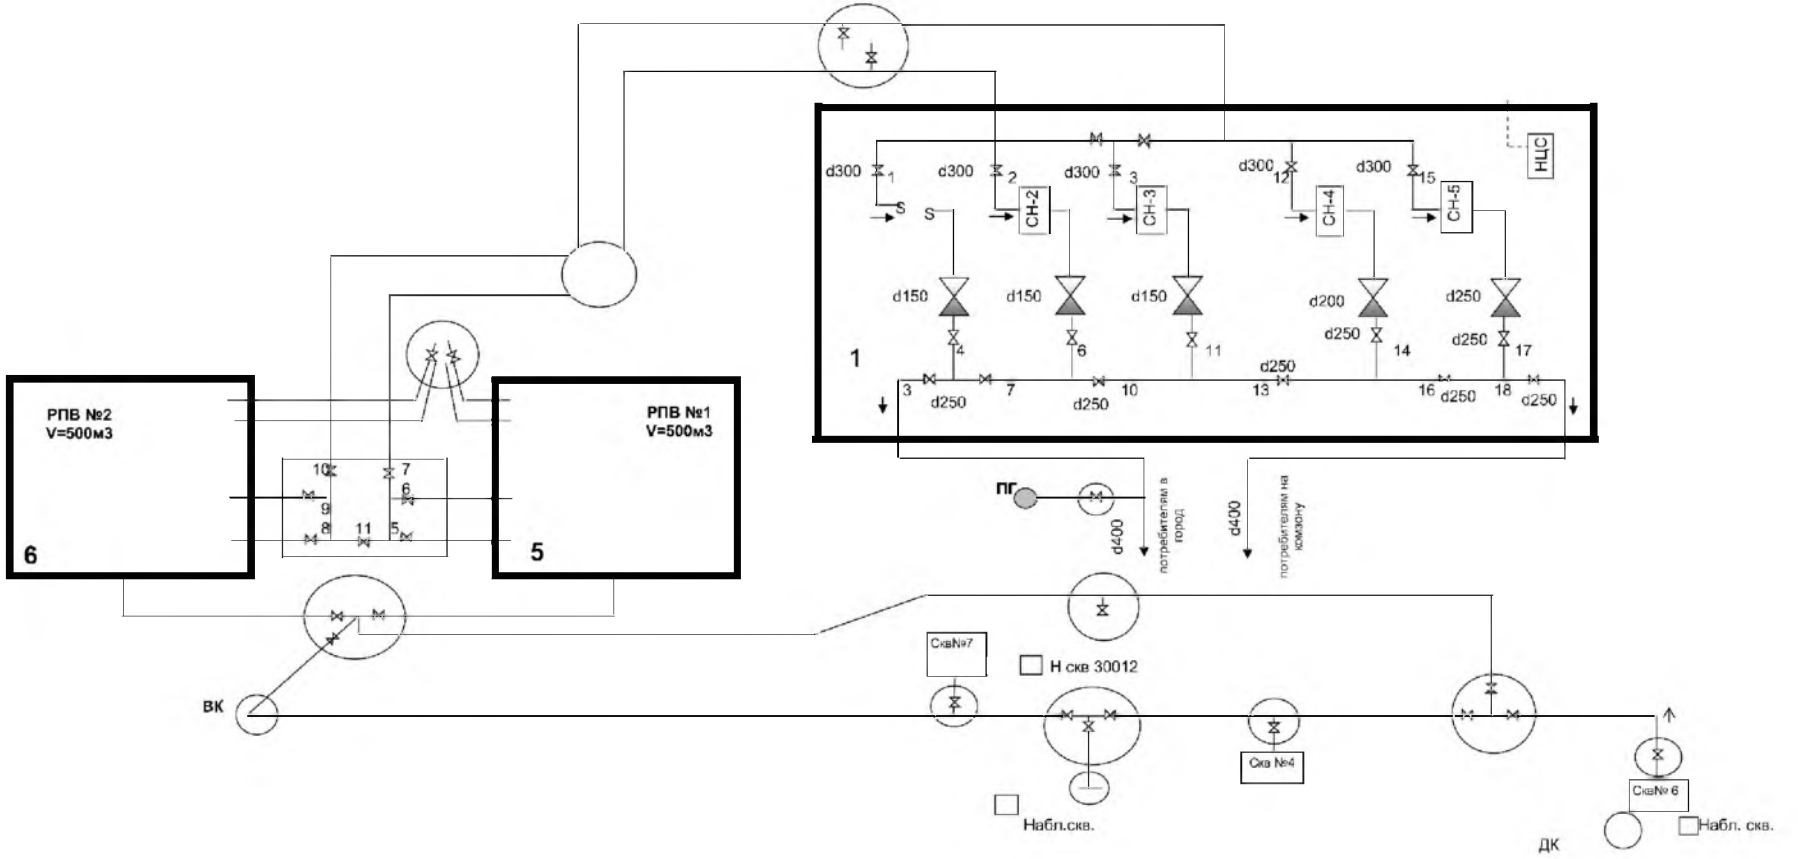 НЦС
d300
1
d300
2
d300
3
d300
12
d300
15
S
S
СН-2
СН-3
СН-4
СН-5
d150
d150
d150
d200
d250
d250
d250
1
4
6
11
14
17
d250
3
7
10
13
16
18
d250
d250
d250
d250
РПВ №2
V=500м3
РПВ №1
V=500м3
10
7
6
9
8
11
5
6
5
ПГ
d400
потребителям в
город
d400
потребителям на
комзону
Скв№7
Н скв 30012
ВК
Скв №4
Скв№ 6
Набл.скв.
Набл. скв.
ДК